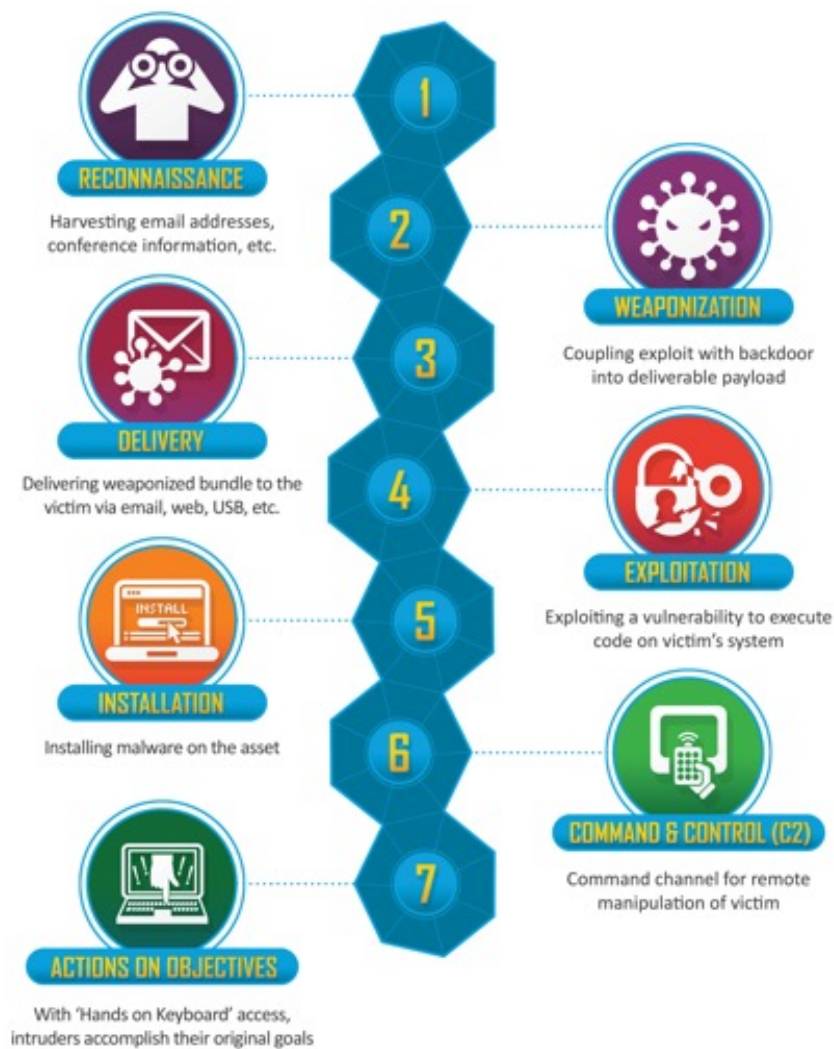 1
RECONNAISSANCE
Harvesting email addresses,
conference information, etc.
2
WEAPONIZATION
Coupling exploit with backdoor
into deliverable payload
3
DELIVERY
Delivering weaponized bundle to the
victim via email, web, USB, etc.
4
EXPLOITATION
Exploiting a vulnerability to execute
code on victim's system
5
INSTALL
INSTALLATION
Installing malware on the asset
6
COMMAND & CONTROL (C2)
Command channel for remote
manipulation of victim
7
ACTIONS ON OBJECTIVES
With 'Hands on Keyboard' access,
intruders accomplish their original goals